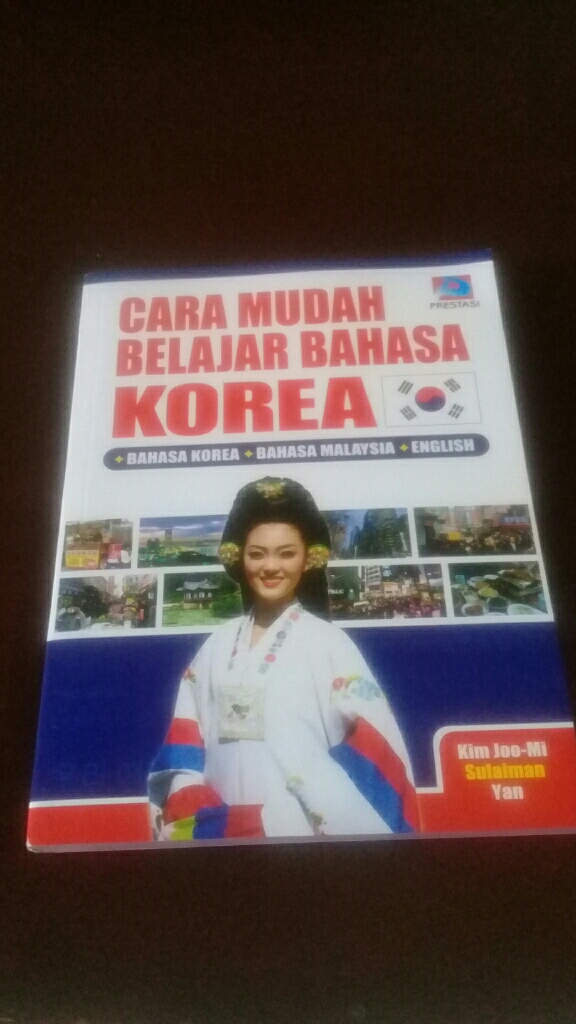 PRESTASI
CARA MUDAH
BELAJAR BAHASA
KOREA
BAHASA KOREA BAHASA MALAYSIA ENGLISH
Kim Joo-Mi
Sulaiman
Yan